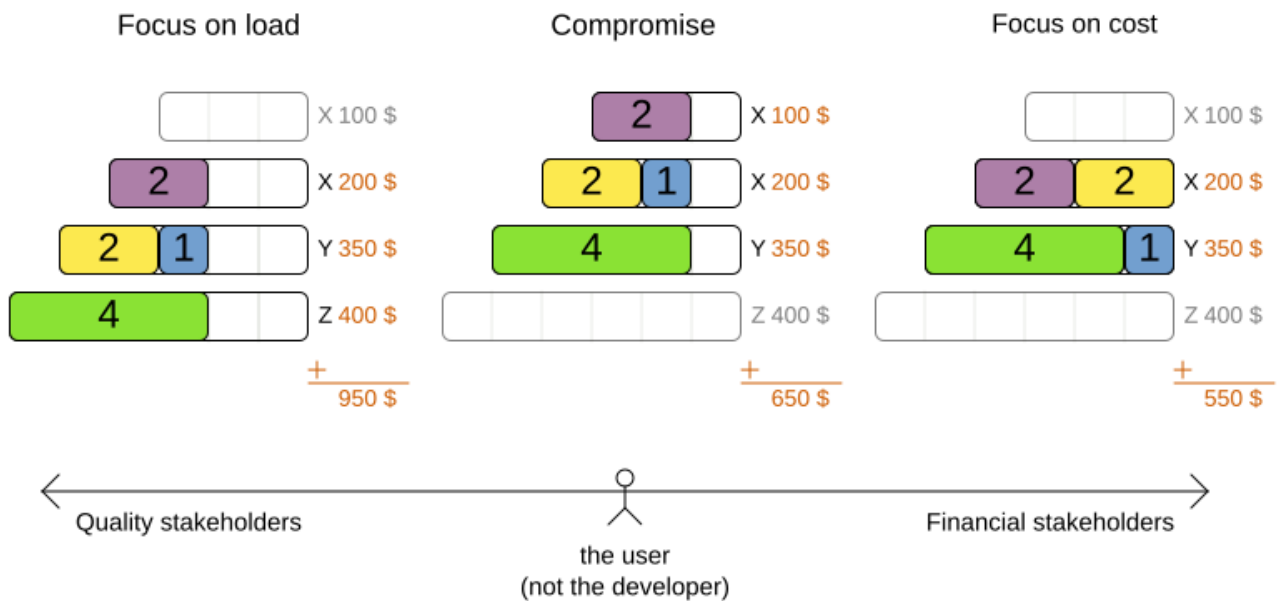 Focus on load
Compromise
Focus on cost
X 100 $
2 X 100 $
X 100 $
2 X 200 $
2 1 X 200 $
2 2 X 200 $
2 1 Y 350 $
4 Y 350 $
4 1 Y 350 $
4 Z 400 $
Z 400 $
Z 400 $
+
950 $
+
650 $
+
550 $
Quality stakeholders
Financial stakeholders
the user
(not the developer)